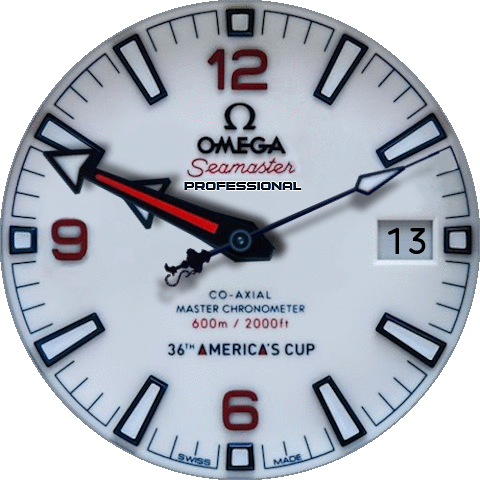 12
Ω
OMEGA
Seamaster
PROFESSIONAL
9
13
CO-AXIAL
MASTER CHRONOMETER
600m / 2000ft
36TH AMERICA'S CUP
6
SWISS MADE